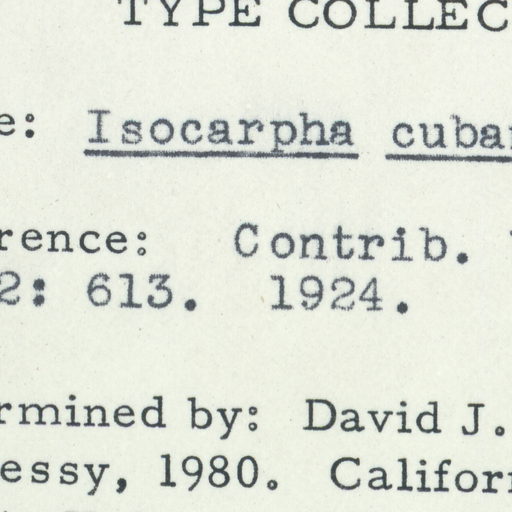 TYPE COLLEC
e: Isocarpha cuba
rence: Contrib.
2: 613. 1924.
rmined by: David J.
essy, 1980. Califor